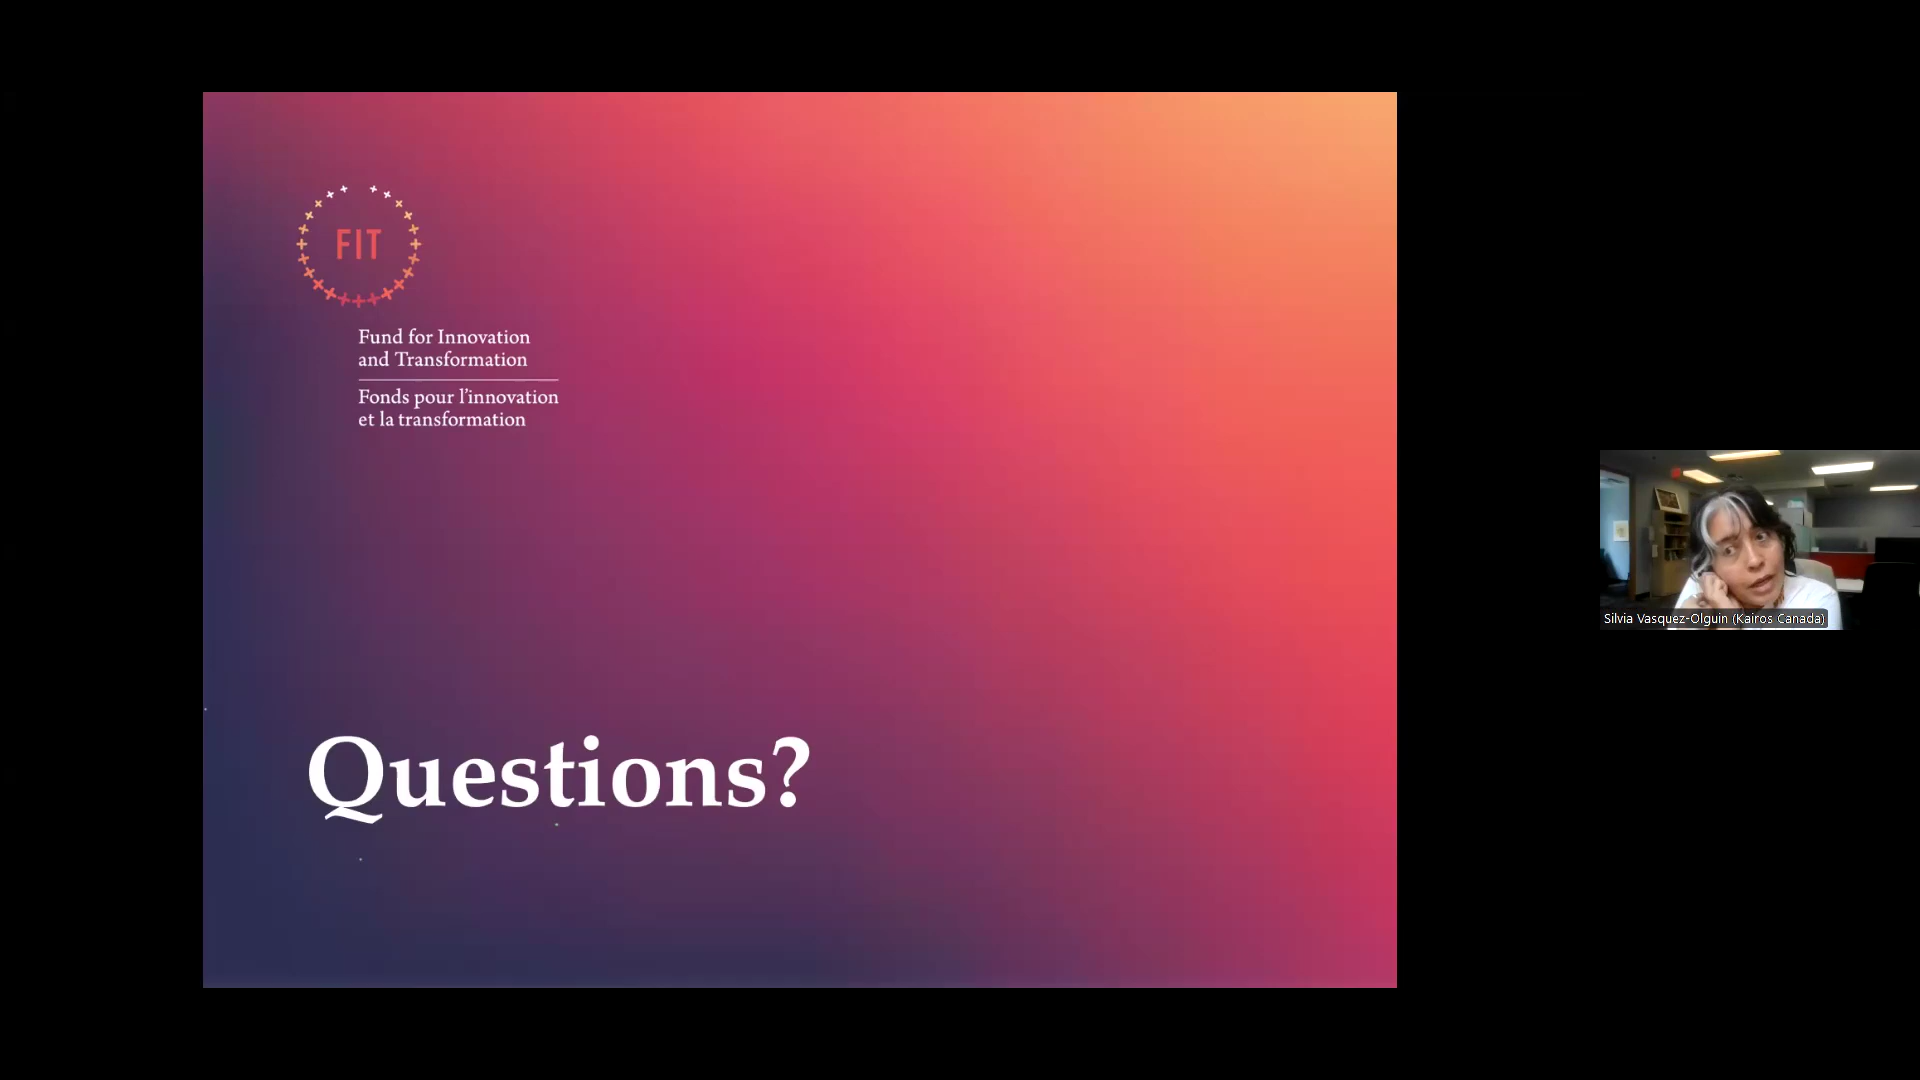 FIT
Fund for Innovation
and Transformation
Fonds pour l'innovation
et la transformation
Questions?
Silvia Vasquez-Olguin (Kairos Canada)